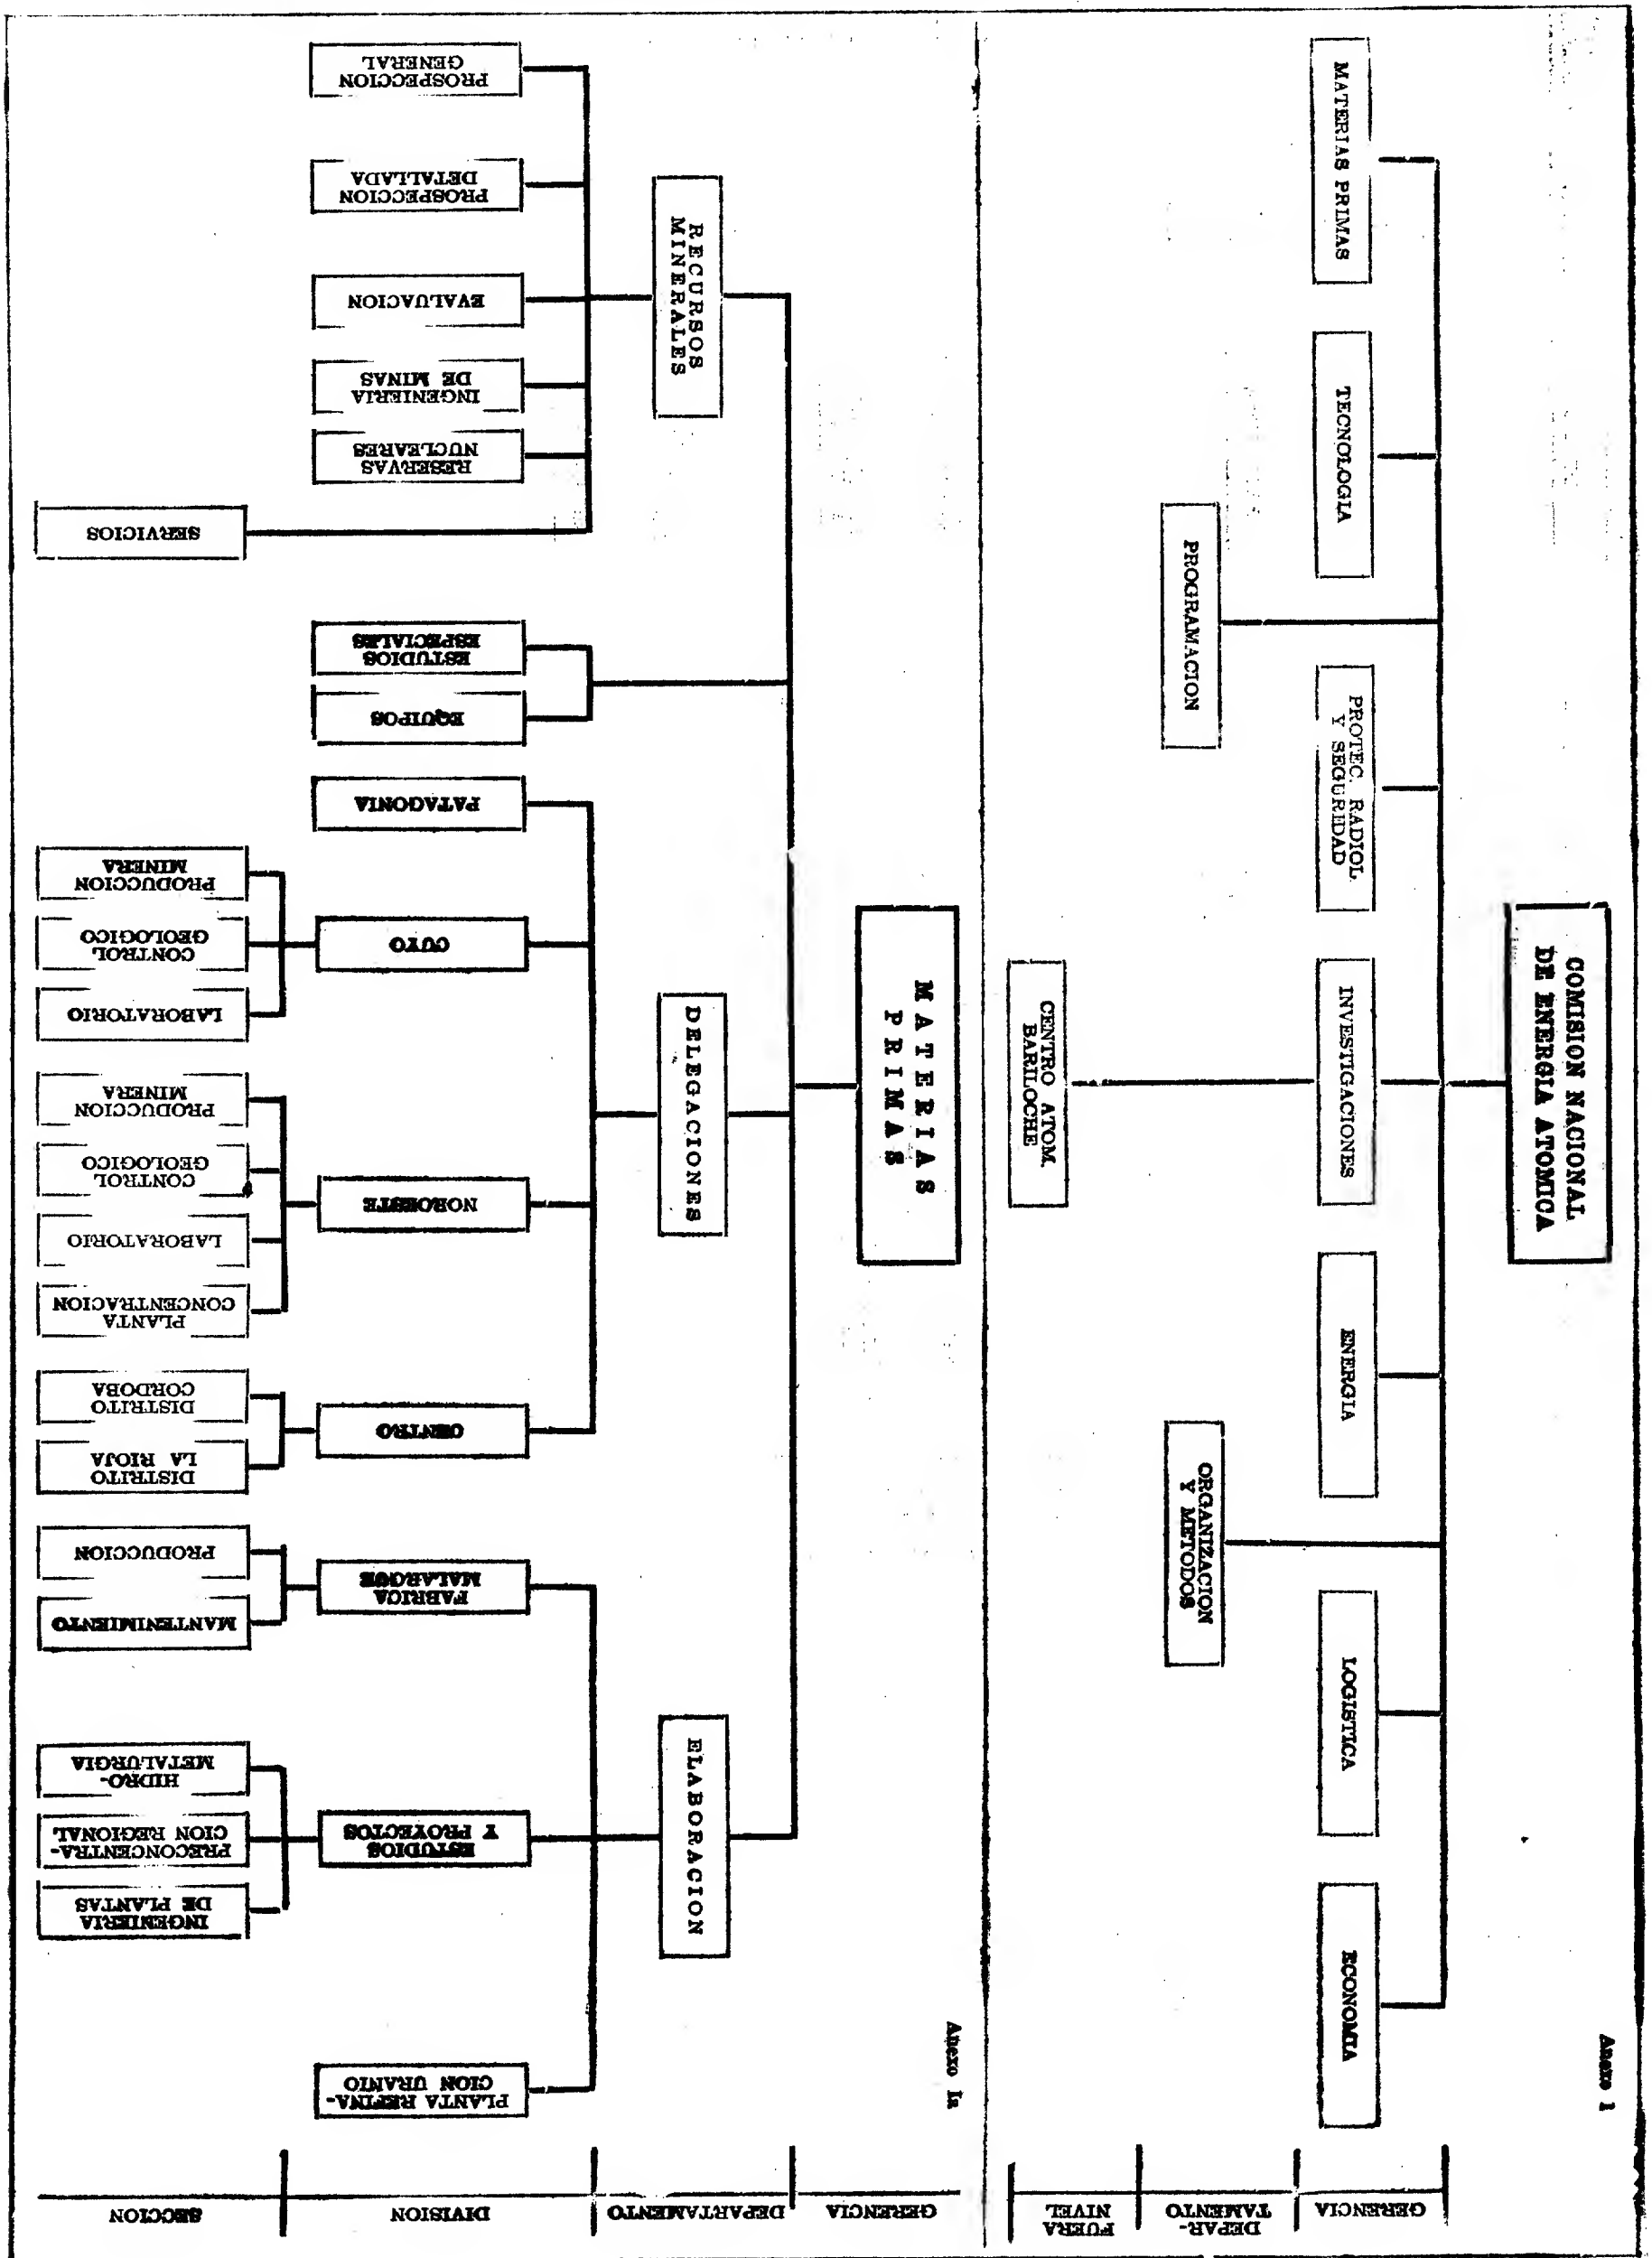 Anexo 1
COMISION NACIONAL
DE ENERGIA ATOMICA
MATERIAS PRIMAS
TECNOLOGIA
PROTEC. RADIOL.
Y SEGURIDAD
INVESTIGACIONES
ENERGIA
LOGISTICA
ECONOMIA
PROGRAMACION
ORGANIZACION
Y METODOS
CENTRO ATOM.
BARILOCHE
GERENCIA
DEPAR-
TAMENTO
FUERA
NIVEL
Anexo 1a
MATERIAS
PRIMAS
RECURSOS
MINERALES
DELEGACIONES
ELABORACION
PROSPECCION
GENERAL
PROSPECCION
DETALLADA
EVALUACION
INGENIERIA
DE MINAS
RESERVAS
NUCLEARES
SERVICIOS
ESTUDIOS
ESPECIALES
EQUIPOS
PATAGONIA
CUYO
PRODUCCION
MINERA
CONTROL
GEOLOGICO
LABORATORIO
NOROESTE
PRODUCCION
MINERA
CONTROL
GEOLOGICO
LABORATORIO
PLANTA
CONCENTRACION
CENTRO
DISTRITO
CORDOBA
DISTRITO
LA RIOJA
FABRICA
MALARGUE
PRODUCCION
MANTENIMIENTO
ESTUDIOS
Y PROYECTOS
HIDRO-
METALURGIA
PRECONCENTRA-
CION REGIONAL
INGENIERIA
DE PLANTAS
PLANTA REFINA-
CION URANIO
GERENCIA
DEPARTAMENTO
DIVISION
SECCION